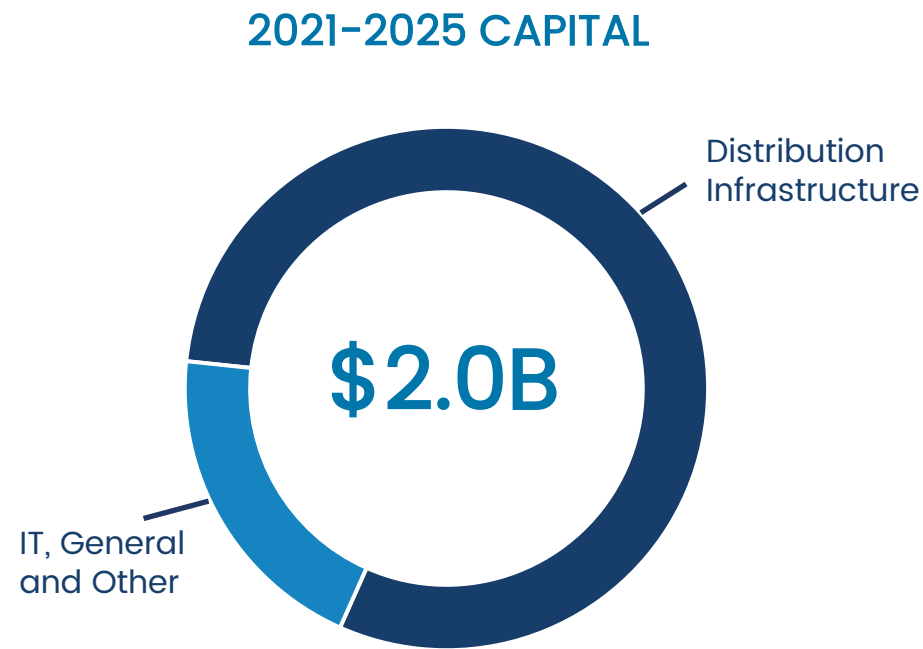 2021-2025 CAPITAL
Distribution
Infrastructure
$2.0B
IT, General
and Other